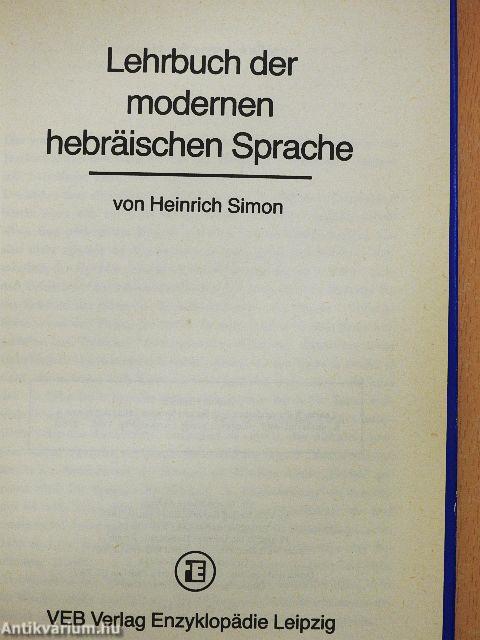 Lehrbuch der
modernen
hebräischen Sprache
von Heinrich Simon
E
VEB Verlag Enzyklopädie Leipzig
Antikvarium.hu